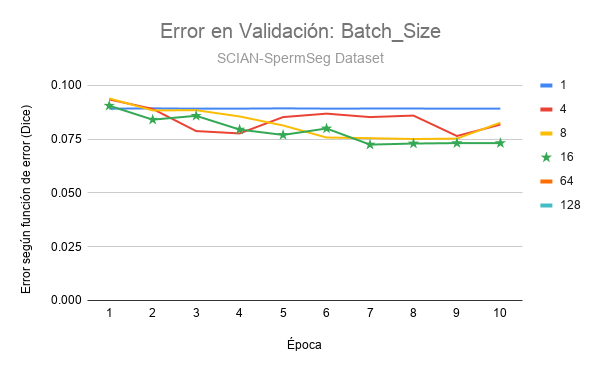 Error en Validación: Batch_Size
SCIAN-SpermSeg Dataset
Error según función de error (Dice)
0.100
0.075
0.050
0.025
0.000
1 2 3 4 5 6 7 8 9 10
Época
1
4
8
16
64
128